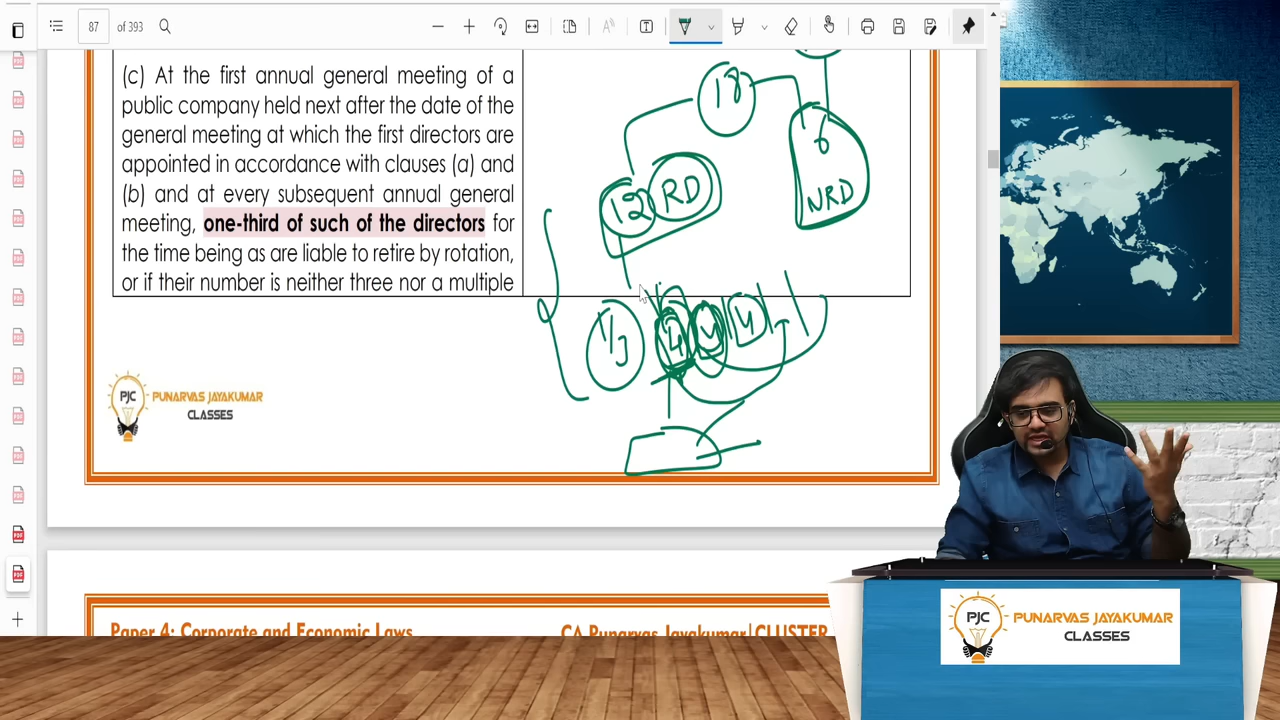 87 of 393
(c) At the first annual general meeting of a
public company held next after the date of the
general meeting at which the first directors are
appointed in accordance with clauses (a) and
(b) and at every subsequent annual general
meeting, one-third of such of the directors for
the time being as are liable to retire by rotation,
or if their number is neither three nor a multiple
18
6
NRD
12 RD
1/3 4 4 4
PJC PUNARVAS JAYAKUMAR
CLASSES
Paper 4: Corporate and Economic Laws
CA Punarvas Jayakumar|CLUSTER
PJC PUNARVAS JAYAKUMAR
CLASSES